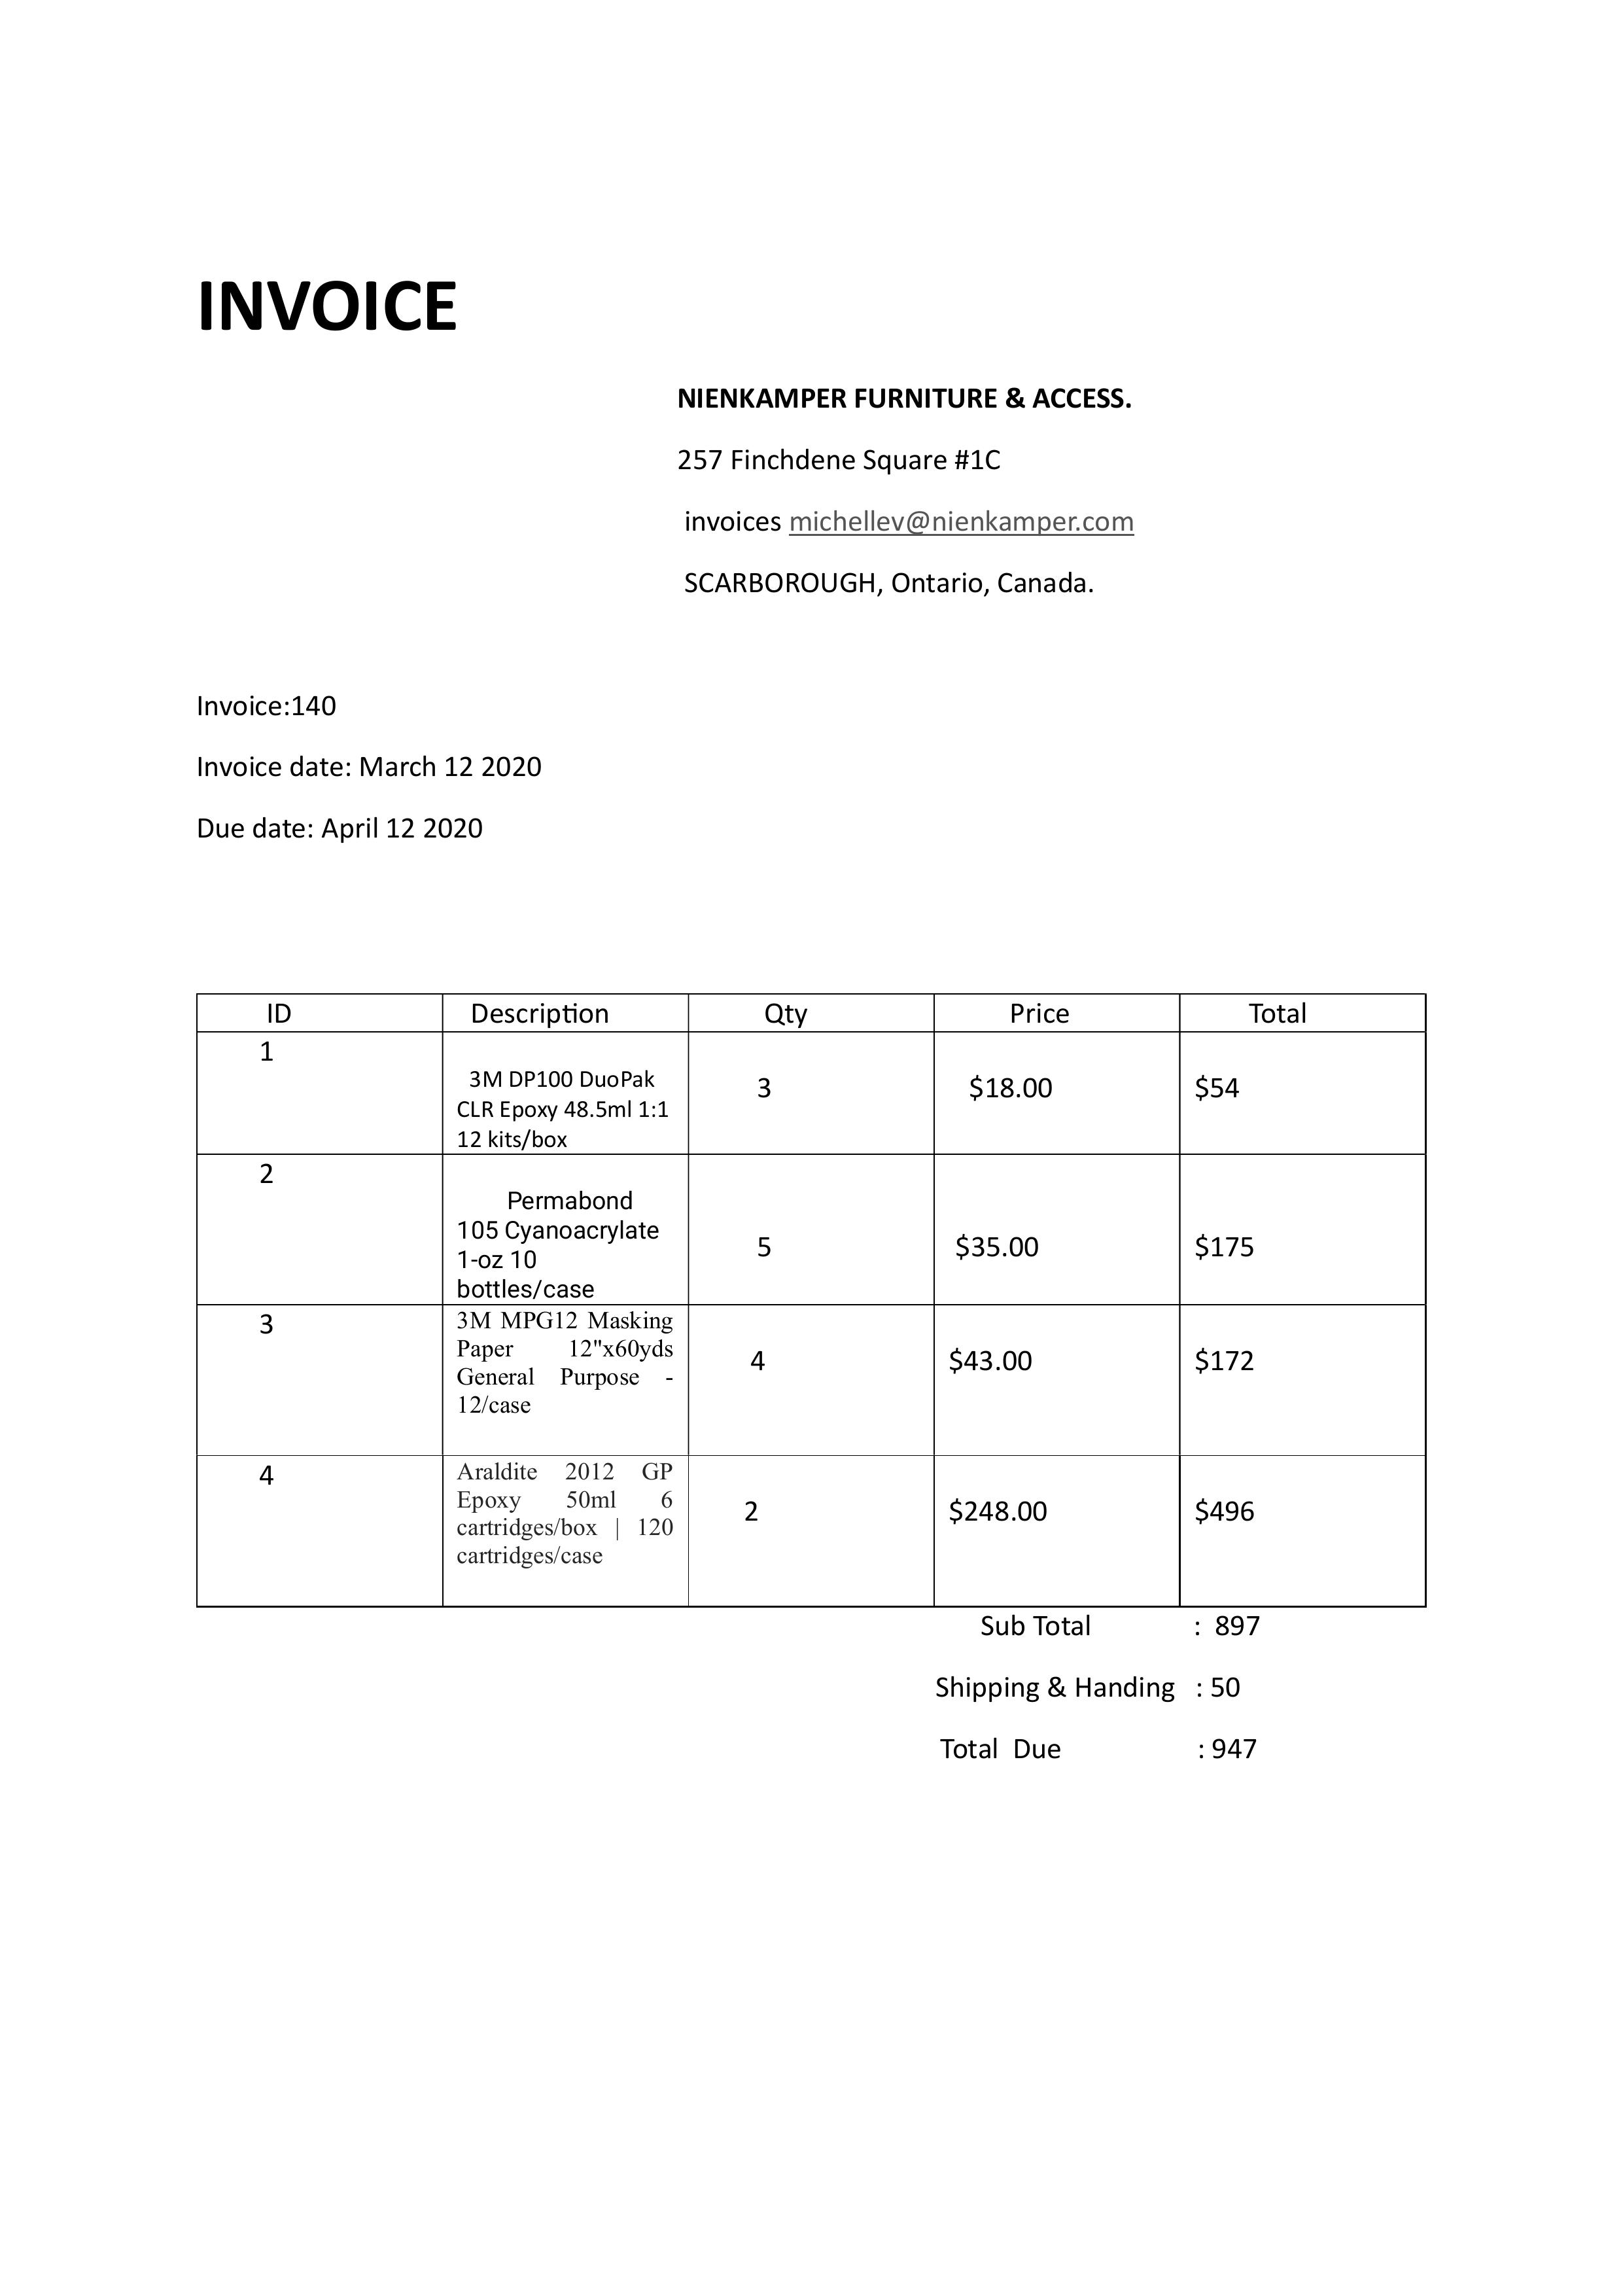 INVOICE
NIENKAMPER FURNITURE & ACCESS.
257 Finchdene Square #1C
invoices michellev@nienkamper.com
SCARBOROUGH, Ontario, Canada.
Invoice:140
Invoice date: March 12 2020
Due date: April 12 2020
ID Description Qty Price Total
1
3M DP100 DuoPak
CLR Epoxy 48.5ml 1:1
12 kits/box
3 $18.00 $54
2
Permabond
105 Cyanoacrylate
1-oz 10
bottles/case
5 $35.00 $175
3
3M MPG12 Masking
Paper 12"x60yds
General Purpose -
12/case
4 $43.00 $172
4
Araldite 2012 GP
Epoxy 50ml 6
cartridges/box | 120
cartridges/case
2 $248.00 $496
Sub Total : 897
Shipping & Handing : 50
Total Due : 947